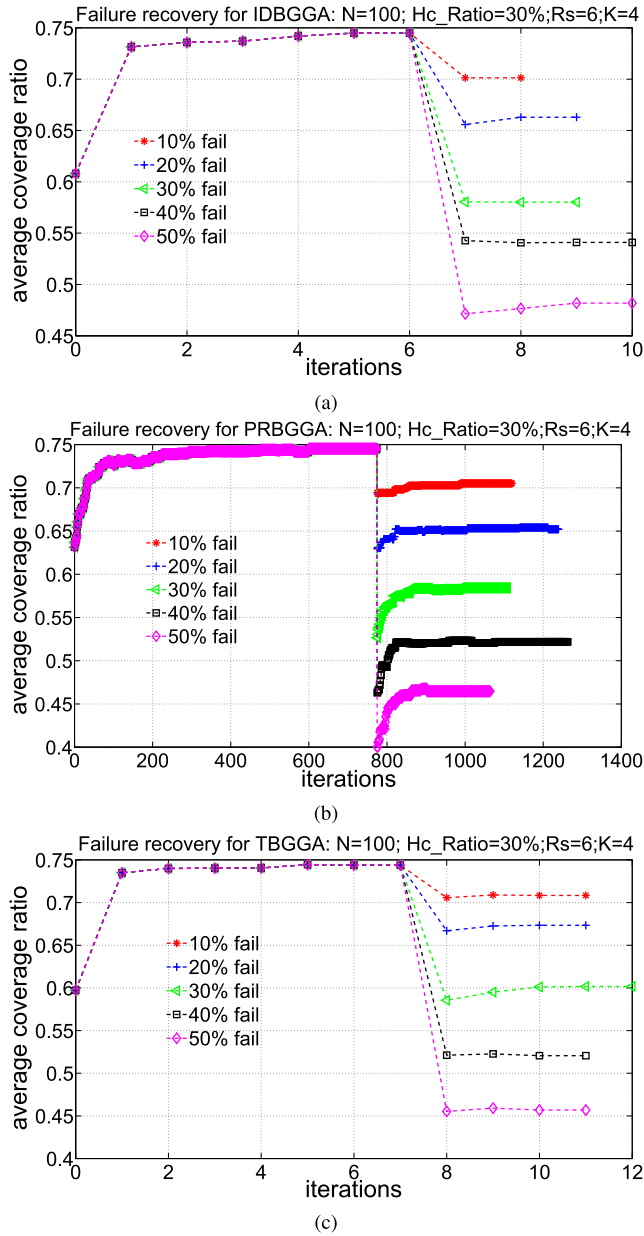 Failure recovery for IDBGGA: N=100; Hc_Ratio=30%;Rs=6;K=4
0.75
0.7
0.65
0.6
0.55
0.5
0.45
average coverage ratio
10% fail
20% fail
30% fail
40% fail
50% fail
0 2 4 6 8 10
iterations
(a)
Failure recovery for PRBGGA: N=100; Hc_Ratio=30%;Rs=6;K=4
0.75
0.7
0.65
0.6
0.55
0.5
0.45
0.4
average coverage ratio
10% fail
20% fail
30% fail
40% fail
50% fail
0 200 400 600 800 1000 1200 1400
iterations
(b)
Failure recovery for TBGGA: N=100; Hc_Ratio=30%;Rs=6;K=4
0.75
0.7
0.65
0.6
0.55
0.5
0.45
0.4
average coverage ratio
10% fail
20% fail
30% fail
40% fail
50% fail
0 2 4 6 8 10 12
iterations
(c)